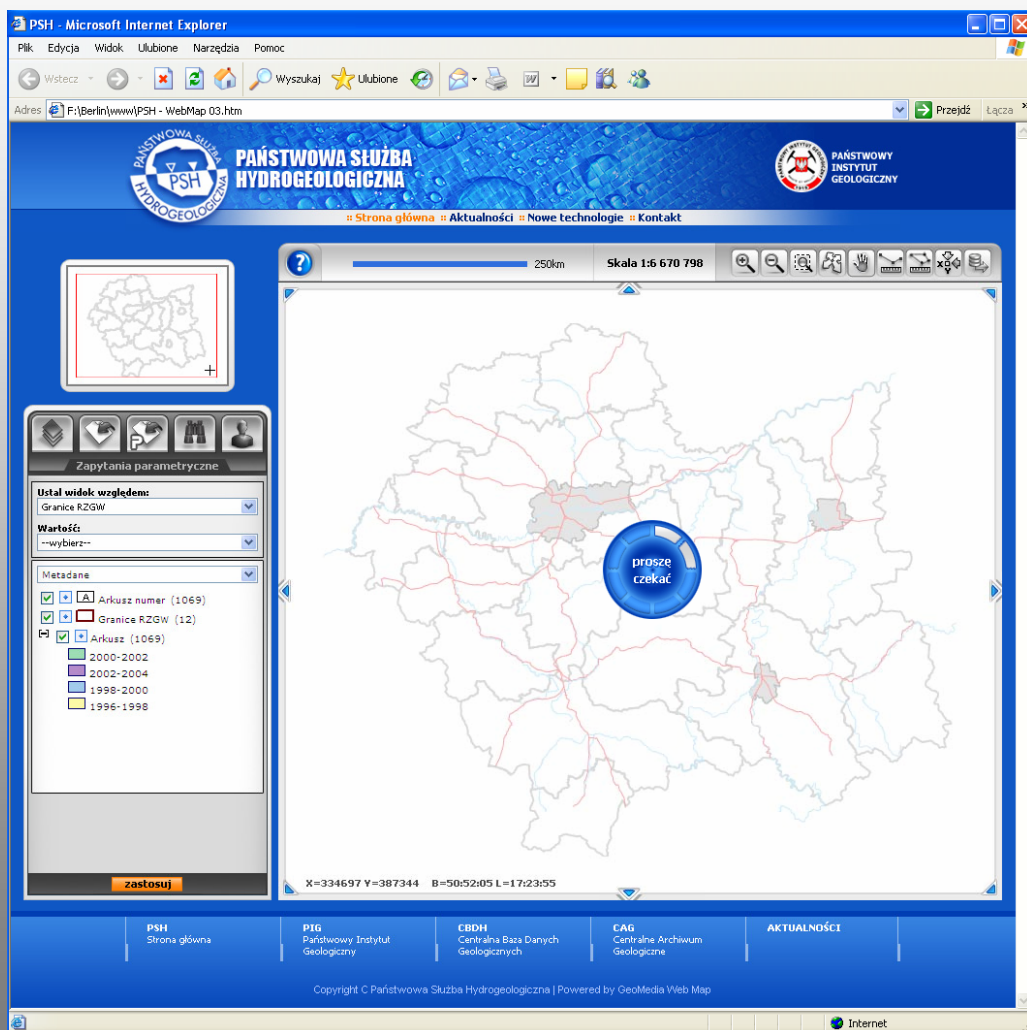 PSH - Microsoft Internet Explorer
Plik Edycja Widok Ulubione Narzędzia Pomoc
Wstecz Wyszukaj Ulubione
Adres F:\Berlin\www\PSH - WebMap 03.htm Przejdź Łącza »
PAŃSTWOWA SŁUŻBA HYDROGEOLOGICZNA
PSH
PAŃSTWOWA SŁUŻBA
HYDROGEOLOGICZNA
PAŃSTWOWY
INSTYTUT
GEOLOGICZNY
:: Strona główna :: Aktualności :: Nowe technologie :: Kontakt
? 250km Skala 1:6 670 798
Zapytania parametryczne
Ustal widok względem:
Granice RZGW
Wartość:
--wybierz--
Metadane
A Arkusz numer (1069)
Granice RZGW (12)
Arkusz (1069)
2000-2002
2002-2004
1998-2000
1996-1998
zastosuj
proszę
czekać
X=334697 Y=387344 B=50:52:05 L=17:23:55
PSH
Strona główna
PIG
Państwowy Instytut
Geologiczny
CBDH
Centralna Baza Danych
Geologicznych
CAG
Centralne Archiwum
Geologiczne
AKTUALNOŚCI
Copyright C Państwowa Służba Hydrogeologiczna | Powered by GeoMedia Web Map
Internet